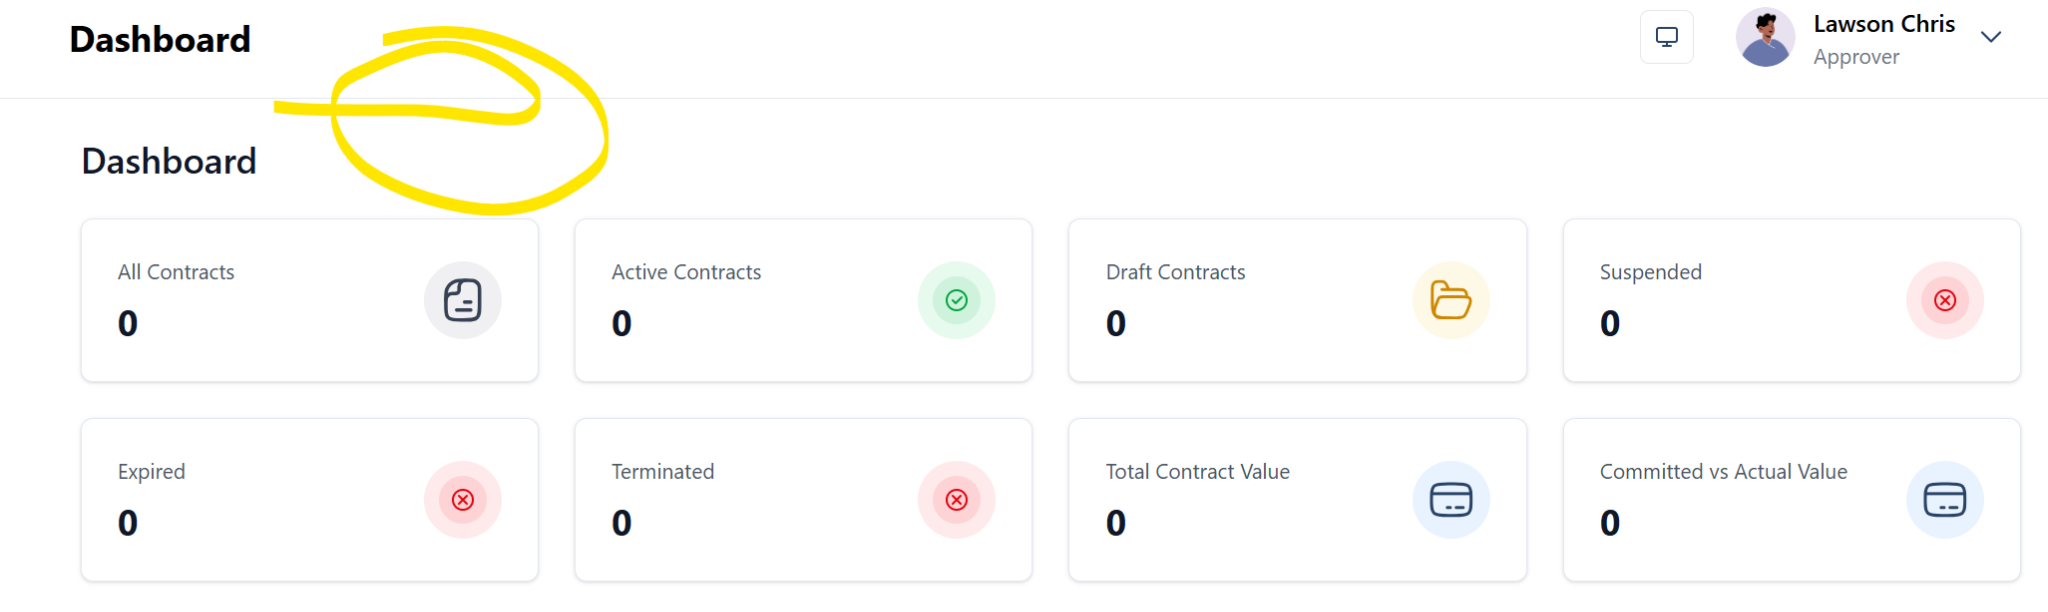 Dashboard
Lawson Chris
Approver
Dashboard
All Contracts
0
Active Contracts
0
Draft Contracts
0
Suspended
0
Expired
0
Terminated
0
Total Contract Value
0
Committed vs Actual Value
0